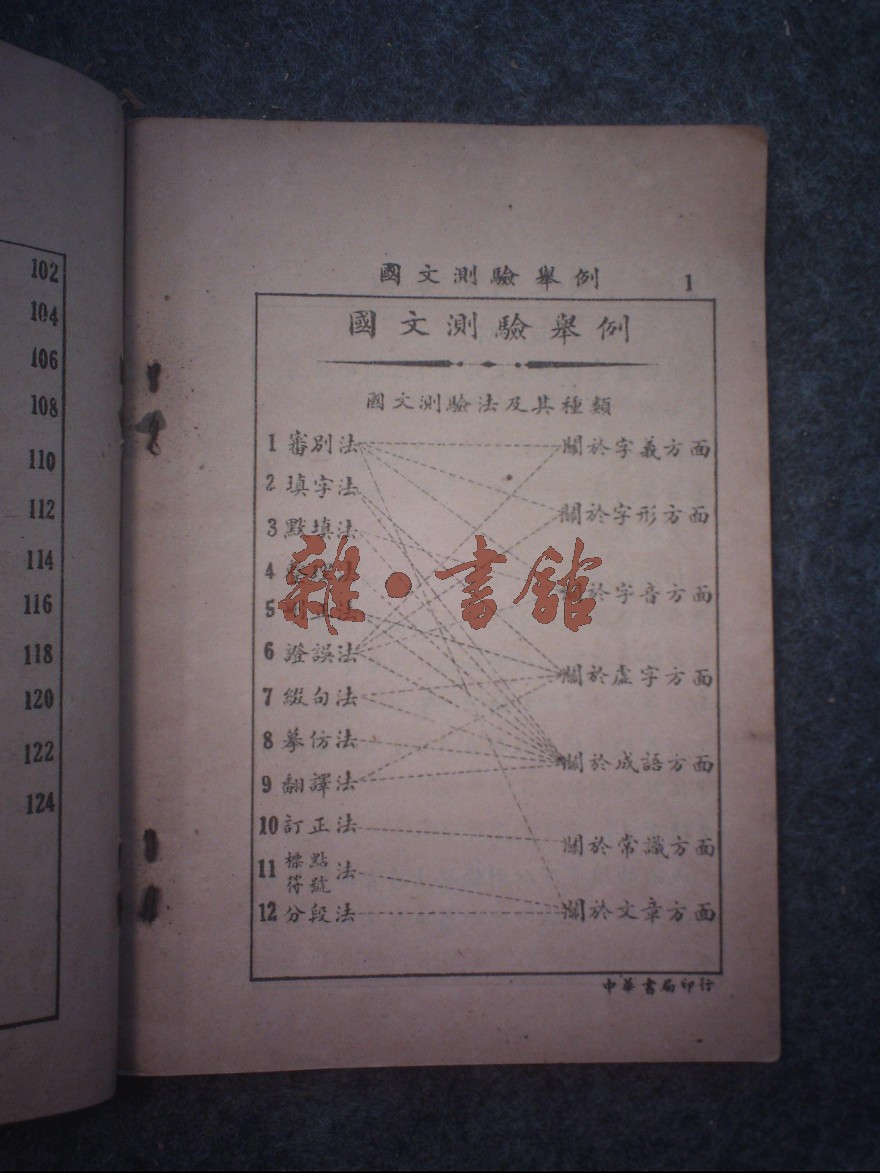 102
104
106
108
110
112
114
116
118
120
122
124
國文測驗舉例 1
國文測驗舉例
國文測驗法及其種類
1 審別法
2 填字法
3 默填法
4
5
6 證誤法
7 綴句法
8 摹仿法
9 翻譯法
10 訂正法
11 標點符號法
12 分段法
關於字義方面
關於字形方面
關於字音方面
關於虛字方面
關於成語方面
關於常識方面
關於文章方面
中華書局印行
雜·書館